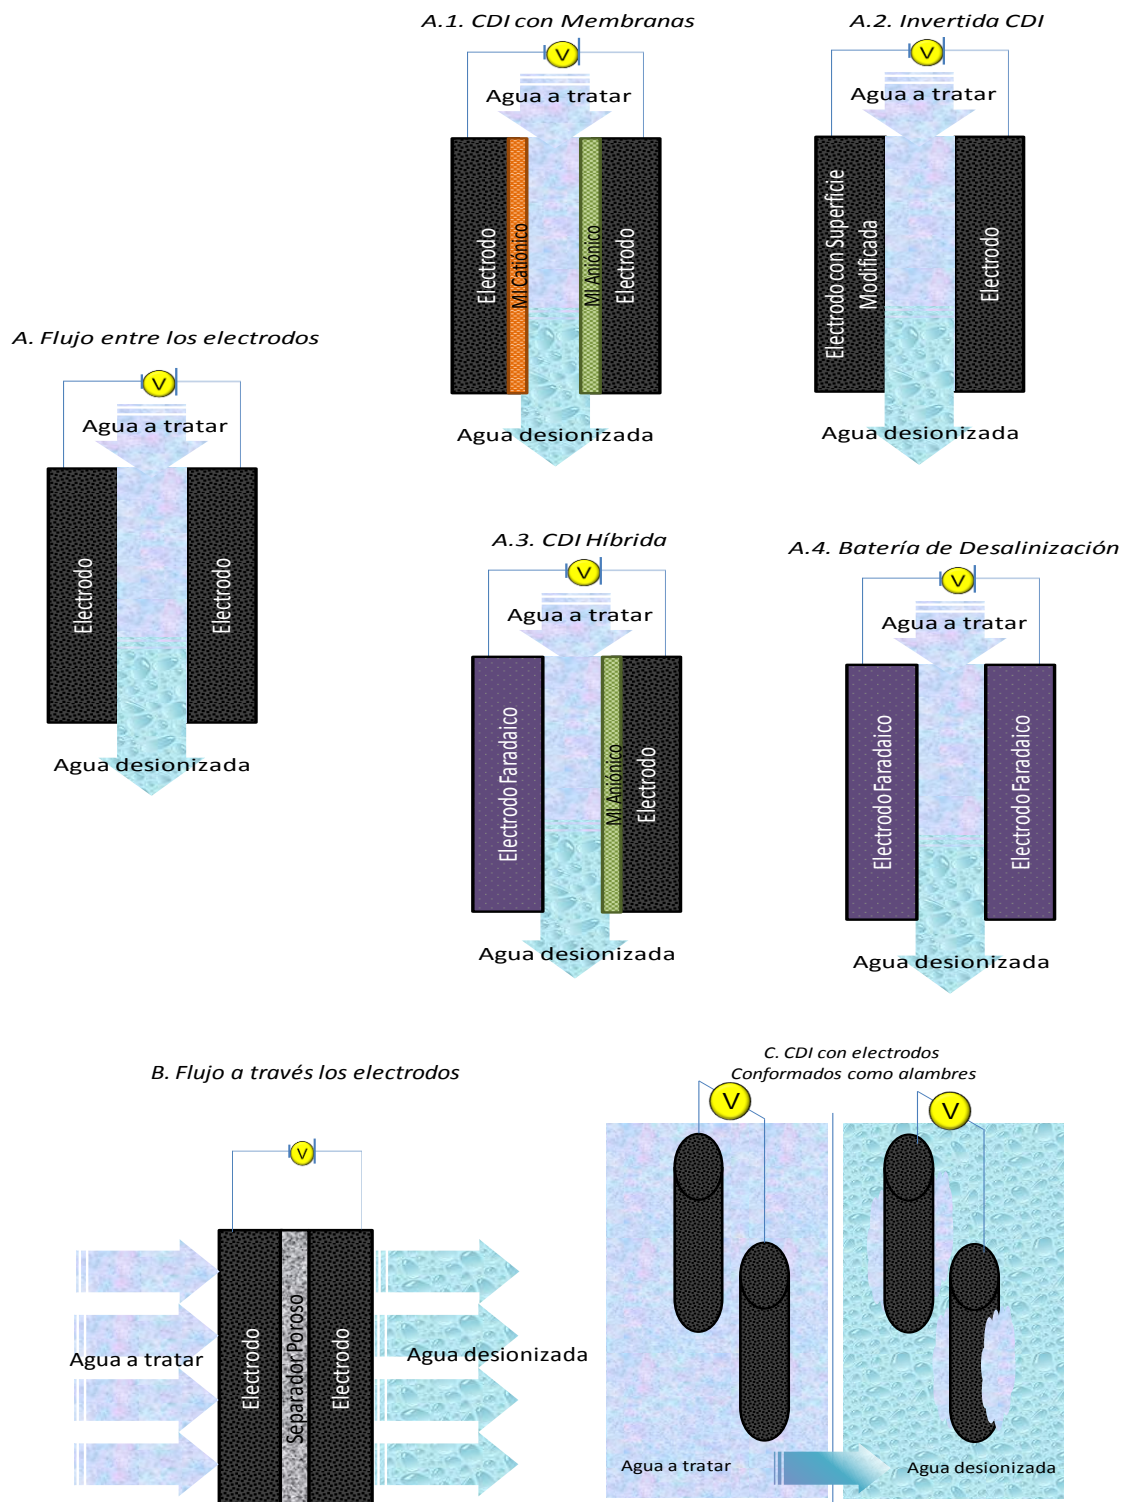 A.1. CDI con Membranas
V
Agua a tratar
Electrodo
MI Catiónico
MI Aniónico
Electrodo
Agua desionizada
A.2. Invertida CDI
V
Agua a tratar
Electrodo con Superficie
Modificada
Electrodo
Agua desionizada
A. Flujo entre los electrodos
V
Agua a tratar
Electrodo
Electrodo
Agua desionizada
A.3. CDI Híbrida
V
Agua a tratar
Electrodo Faradaico
MI Aniónico
Electrodo
Agua desionizada
A.4. Batería de Desalinización
V
Agua a tratar
Electrodo Faradaico
Electrodo Faradaico
Agua desionizada
B. Flujo a través los electrodos
V
Agua a tratar
Electrodo
Separador Poroso
Electrodo
Agua desionizada
C. CDI con electrodos
Conformados como alambres
V
V
Agua a tratar
Agua desionizada